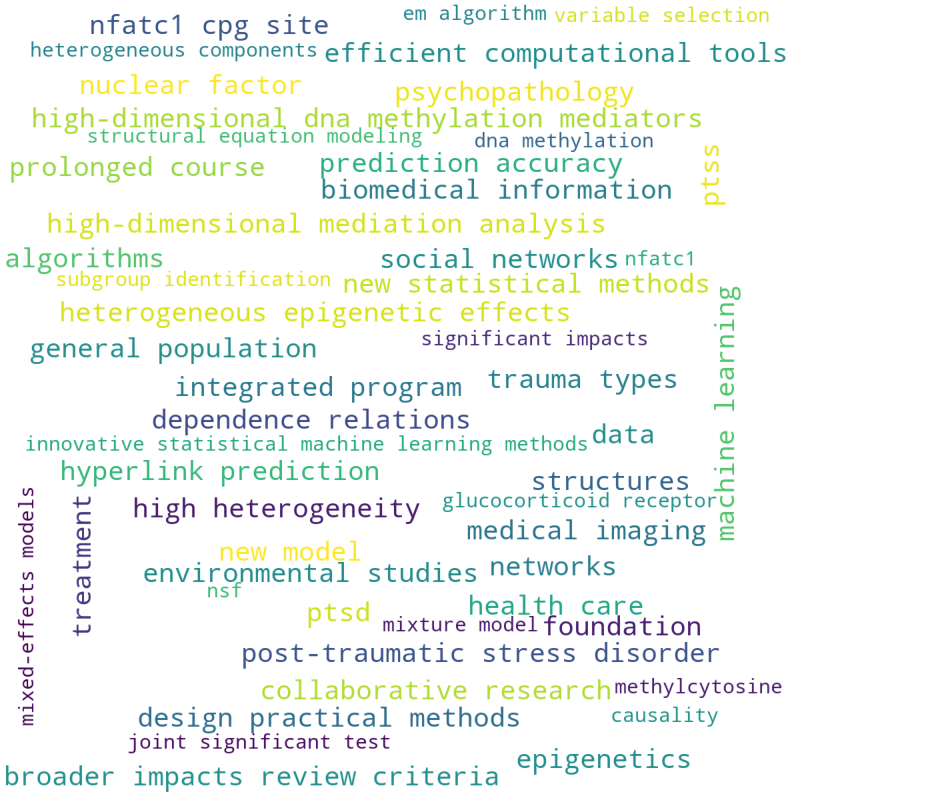 em algorithm
variable selection
nfatc1 cpg site
heterogeneous components
efficient computational tools
nuclear factor
psychopathology
high-dimensional dna methylation mediators
structural equation modeling
dna methylation
prolonged course
prediction accuracy
ptss
biomedical information
high-dimensional mediation analysis
algorithms
social networks
nfatc1
subgroup identification
new statistical methods
heterogeneous epigenetic effects
machine learning
general population
significant impacts
integrated program
trauma types
dependence relations
data
innovative statistical machine learning methods
hyperlink prediction
structures
mixed-effects models
treatment
high heterogeneity
glucocorticoid receptor
medical imaging
new model
environmental studies
networks
nsf
ptsd
health care
mixture model
foundation
post-traumatic stress disorder
collaborative research
methylcytosine
design practical methods
causality
joint significant test
epigenetics
broader impacts review criteria